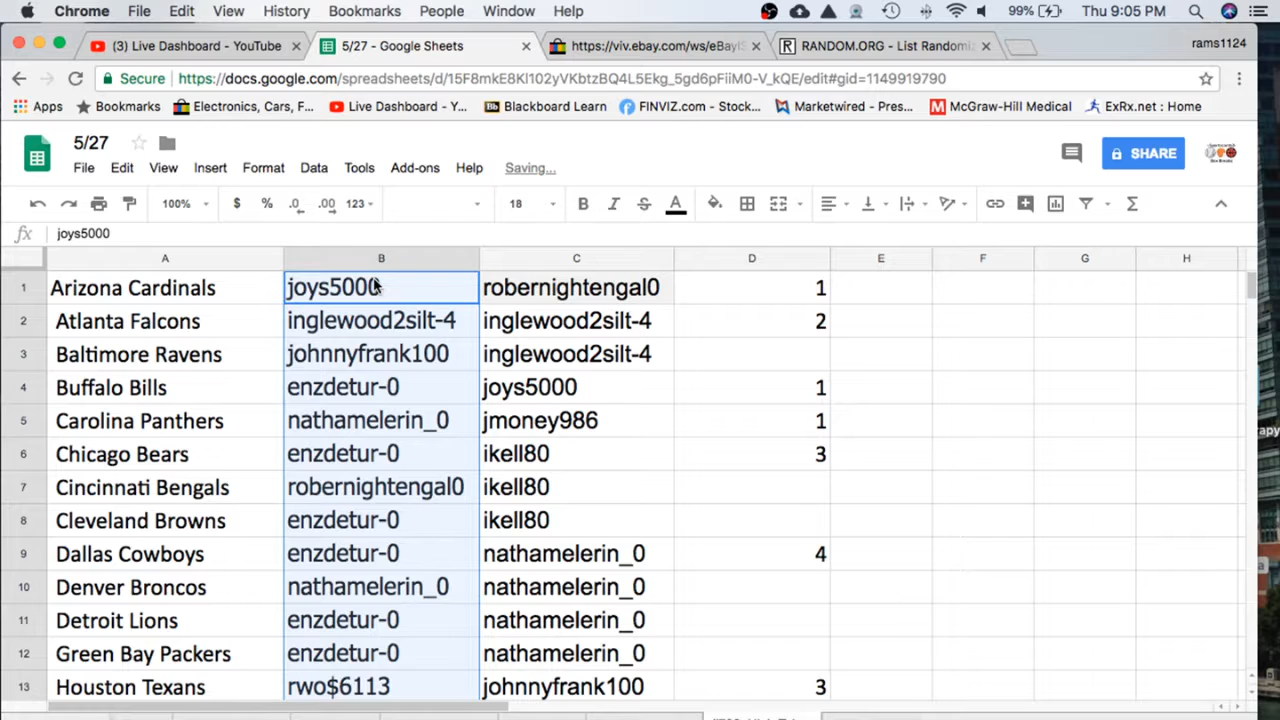 Chrome File Edit View History Bookmarks People Window Help 99% Thu 9:05 PM
(3) Live Dashboard - YouTube 5/27 - Google Sheets https://viv.ebay.com/ws/eBayIS RANDOM.ORG - List Randomi rams1124
Secure https://docs.google.com/spreadsheets/d/15F8mkE8Kl102yVKbtzBQ4L5Ekg_5gd6pFiiM0-V_kQE/edit#gid=1149919790
Apps Bookmarks Electronics, Cars, F... Live Dashboard - Y... Bb Blackboard Learn FINVIZ.com - Stock... Marketwired - Pres... M McGraw-Hill Medical ExRx.net : Home
5/27
SHARE
File Edit View Insert Format Data Tools Add-ons Help Saving...
100% $ % .0 .00 123 18 B I S A
fx joys5000
A B C D E F G H
1 Arizona Cardinals joys5000 robernightengal0 1
2 Atlanta Falcons inglewood2silt-4 inglewood2silt-4 2
3 Baltimore Ravens johnnyfrank100 inglewood2silt-4
4 Buffalo Bills enzdetur-0 joys5000 1
5 Carolina Panthers nathamelerin_0 jmoney986 1
6 Chicago Bears enzdetur-0 ikell80 3
7 Cincinnati Bengals robernightengal0 ikell80
8 Cleveland Browns enzdetur-0 ikell80
9 Dallas Cowboys enzdetur-0 nathamelerin_0 4
10 Denver Broncos nathamelerin_0 nathamelerin_0
11 Detroit Lions enzdetur-0 nathamelerin_0
12 Green Bay Packers enzdetur-0 nathamelerin_0
13 Houston Texans rwo$6113 johnnyfrank100 3